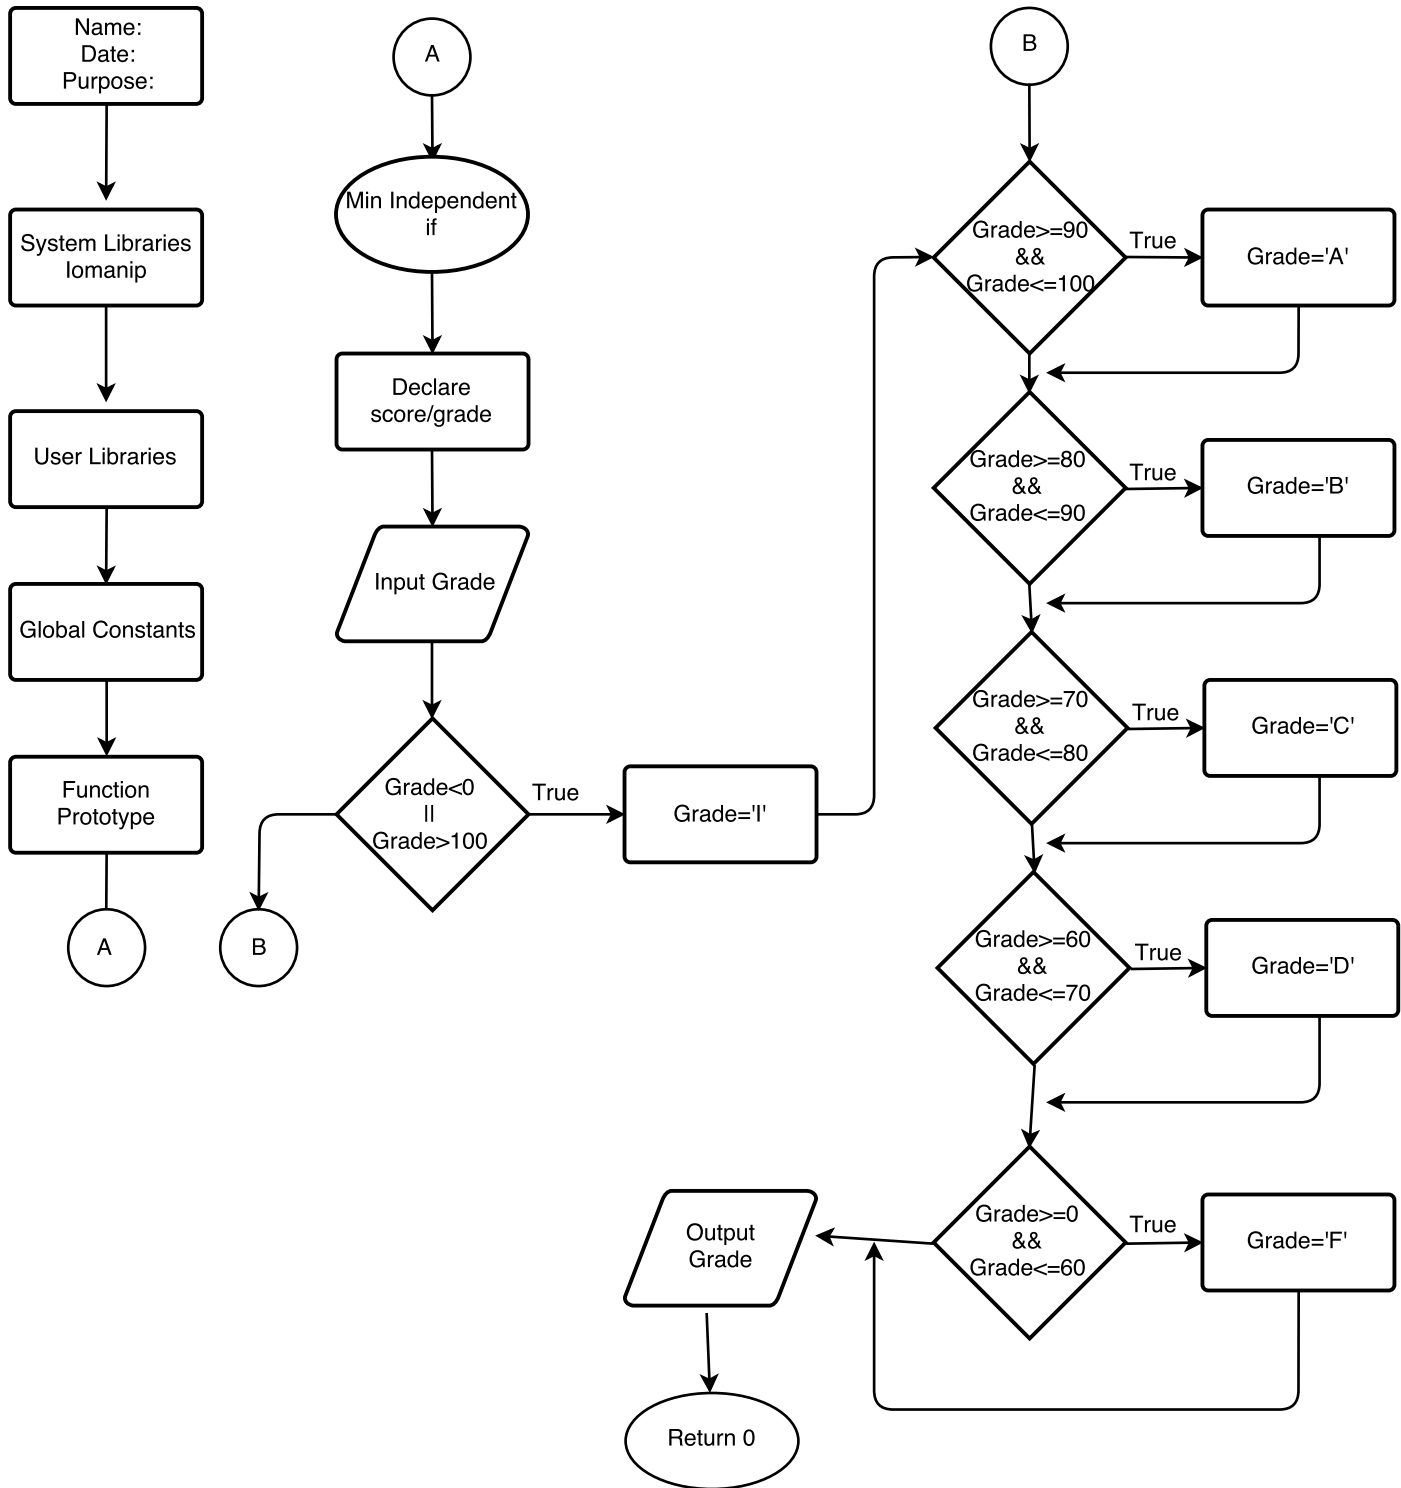 Name:
Date:
Purpose:
System Libraries
Iomanip
User Libraries
Global Constants
Function
Prototype
A
A
Min Independent
if
Declare
score/grade
Input Grade
Grade<0
||
Grade>100
True
Grade='I'
B
B
Grade>=90
&&
Grade<=100
True
Grade='A'
Grade>=80
&&
Grade<=90
True
Grade='B'
Grade>=70
&&
Grade<=80
True
Grade='C'
Grade>=60
&&
Grade<=70
True
Grade='D'
Grade>=0
&&
Grade<=60
True
Grade='F'
Output
Grade
Return 0